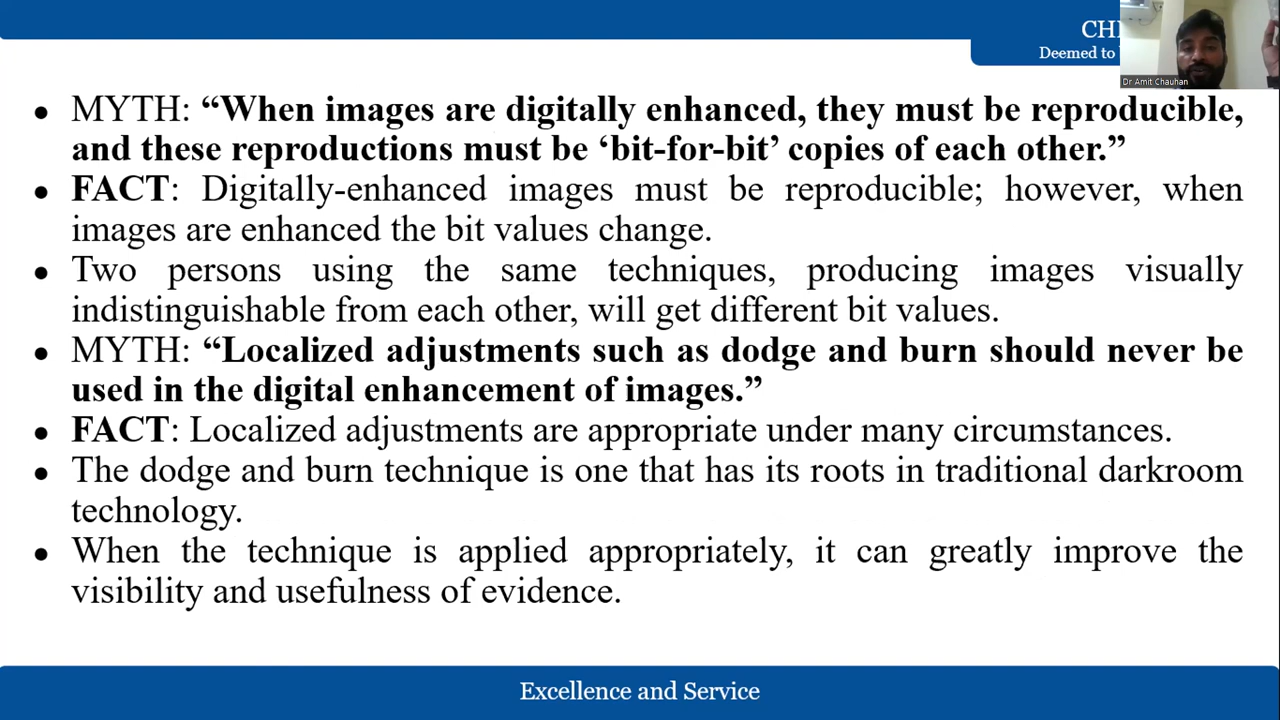 CH
Deemed to
Dr Amit Chauhan
● MYTH: “When images are digitally enhanced, they must be reproducible,
and these reproductions must be ‘bit-for-bit’ copies of each other.”
● FACT: Digitally-enhanced images must be reproducible; however, when
images are enhanced the bit values change.
● Two persons using the same techniques, producing images visually
indistinguishable from each other, will get different bit values.
● MYTH: “Localized adjustments such as dodge and burn should never be
used in the digital enhancement of images.”
● FACT: Localized adjustments are appropriate under many circumstances.
● The dodge and burn technique is one that has its roots in traditional darkroom
technology.
● When the technique is applied appropriately, it can greatly improve the
visibility and usefulness of evidence.
Excellence and Service